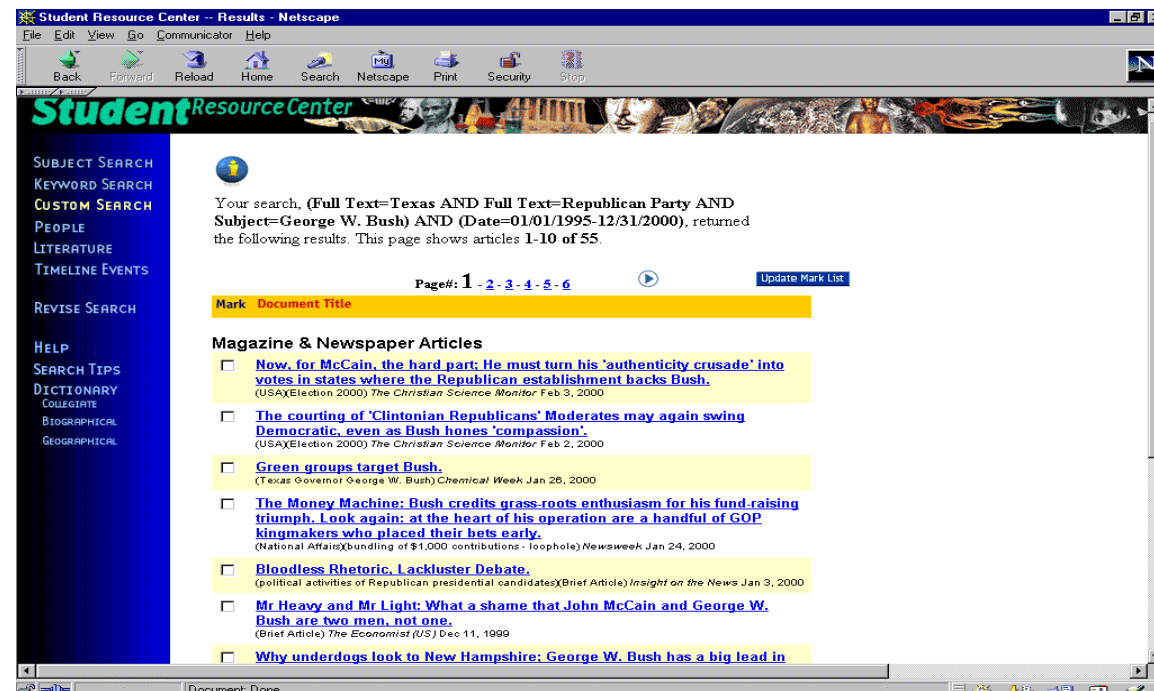 Student Resource Center -- Results - Netscape
File Edit View Go Communicator Help
Back Forward Reload Home Search Netscape Print Security Stop
My
N
Student Resource Center
SUBJECT SEARCH
KEYWORD SEARCH
CUSTOM SEARCH
PEOPLE
LITERATURE
TIMELINE EVENTS
REVISE SEARCH
HELP
SEARCH TIPS
DICTIONARY
COLLEGIATE
BIOGRAPHICAL
GEOGRAPHICAL
Your search, (Full Text=Texas AND Full Text=Republican Party AND
Subject=George W. Bush) AND (Date=01/01/1995-12/31/2000), returned
the following results. This page shows articles 1-10 of 55.
Page#: 1 - 2 - 3 - 4 - 5 - 6
Update Mark List
Mark Document Title
Magazine & Newspaper Articles
Now, for McCain, the hard part; He must turn his 'authenticity crusade' into
votes in states where the Republican establishment backs Bush.
(USA)(Election 2000) The Christian Science Monitor Feb 3, 2000
The courting of 'Clintonian Republicans' Moderates may again swing
Democratic, even as Bush hones 'compassion'.
(USA)(Election 2000) The Christian Science Monitor Feb 2, 2000
Green groups target Bush.
(Texas Governor George W. Bush) Chemical Week Jan 26, 2000
The Money Machine: Bush credits grass-roots enthusiasm for his fund-raising
triumph. Look again: at the heart of his operation are a handful of GOP
kingmakers who placed their bets early.
(National Affairs)(bundling of $1,000 contributions - loophole) Newsweek Jan 24, 2000
Bloodless Rhetoric, Lackluster Debate.
(political activities of Republican presidential candidates)(Brief Article) Insight on the News Jan 3, 2000
Mr Heavy and Mr Light: What a shame that John McCain and George W.
Bush are two men, not one.
(Brief Article) The Economist (US) Dec 11, 1999
Why underdogs look to New Hampshire; George W. Bush has a big lead in
Document: Done